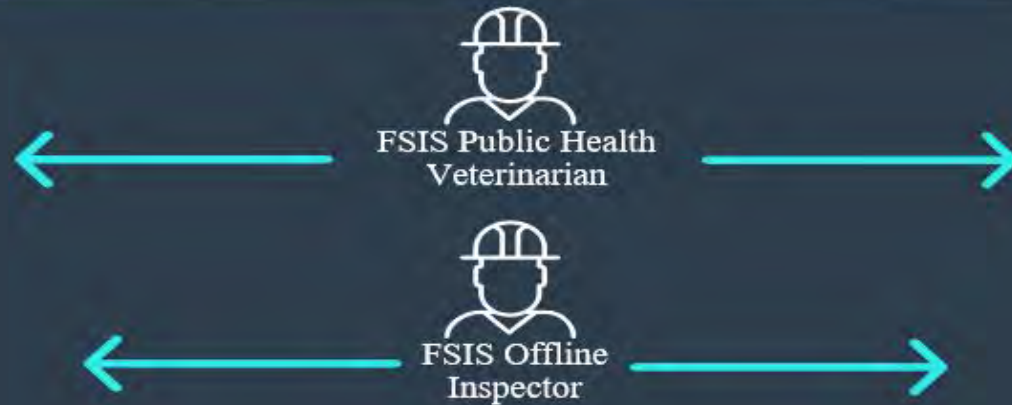 FSIS Public Health
Veterinarian
FSIS Offline
Inspector